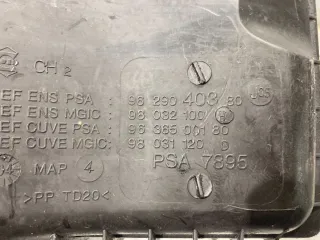 CH 2
EF ENS PSA : 96 290 403 80
EF ENS MGIC : 98 032 100
EF CUVE PSA : 96 365 001 80
EF CUVE MGIC: 98 031 120 D
PSA 7895
MAP 4
>PP TD20<